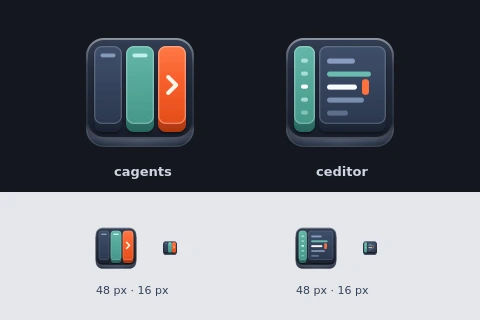 cagents
ceditor
48 px · 16 px
48 px · 16 px